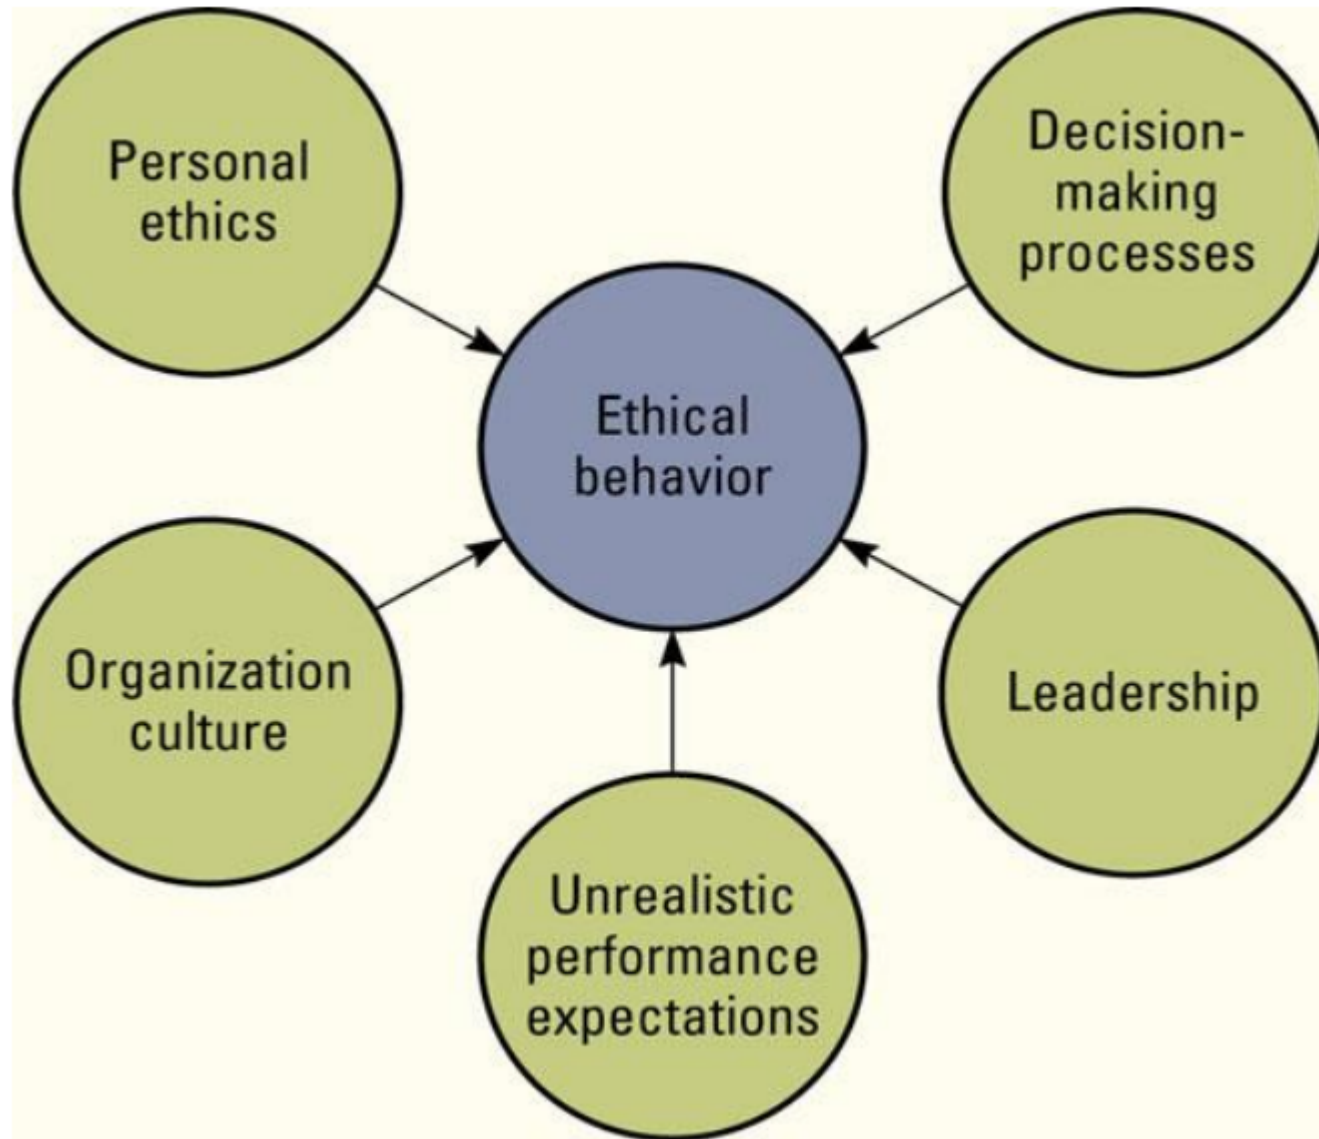 Personal
ethics
Decision-
making
processes
Ethical
behavior
Organization
culture
Leadership
Unrealistic
performance
expectations